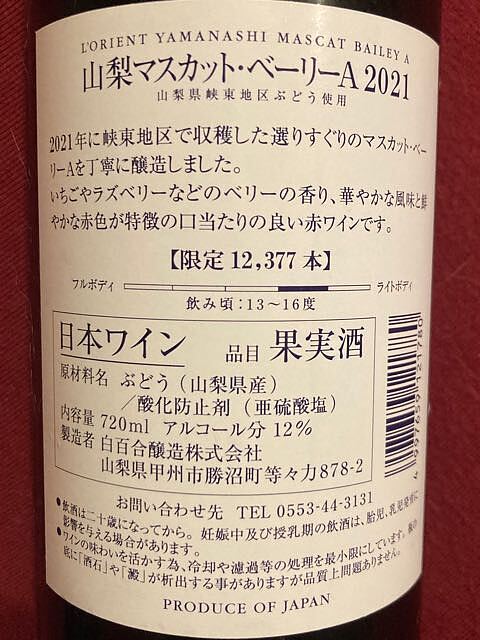 L'ORIENT YAMANASHI MASCAT BAILEY A
山梨マスカット・ベーリーA 2021
山梨県峡東地区ぶどう使用
2021年に峡東地区で収穫した選りすぐりのマスカット・ベー
リーAを丁寧に醸造しました。
いちごやラズベリーなどのベリーの香り、華やかな風味と鮮
やかな赤色が特徴の口当たりの良い赤ワインです。
【限定 12,377 本】
フルボディ ライトボディ
飲み頃：13～16度
日本ワイン 品目 果実酒
原材料名 ぶどう（山梨県産）
／酸化防止剤（亜硫酸塩）
内容量 720ml アルコール分 12％
製造者 白百合醸造株式会社
山梨県甲州市勝沼町等々力878-2
お問い合わせ先 TEL 0553-44-3131
●飲酒は二十歳になってから。妊娠中及び授乳期の飲酒は、胎児、乳児発育に
影響を与える場合があります。
●ワインの味わいを活かす為、冷却や濾過等の処理を最小限にしています。瓶の
底に「酒石」や「澱」が析出する事がありますが品質上問題ありません。
PRODUCE OF JAPAN